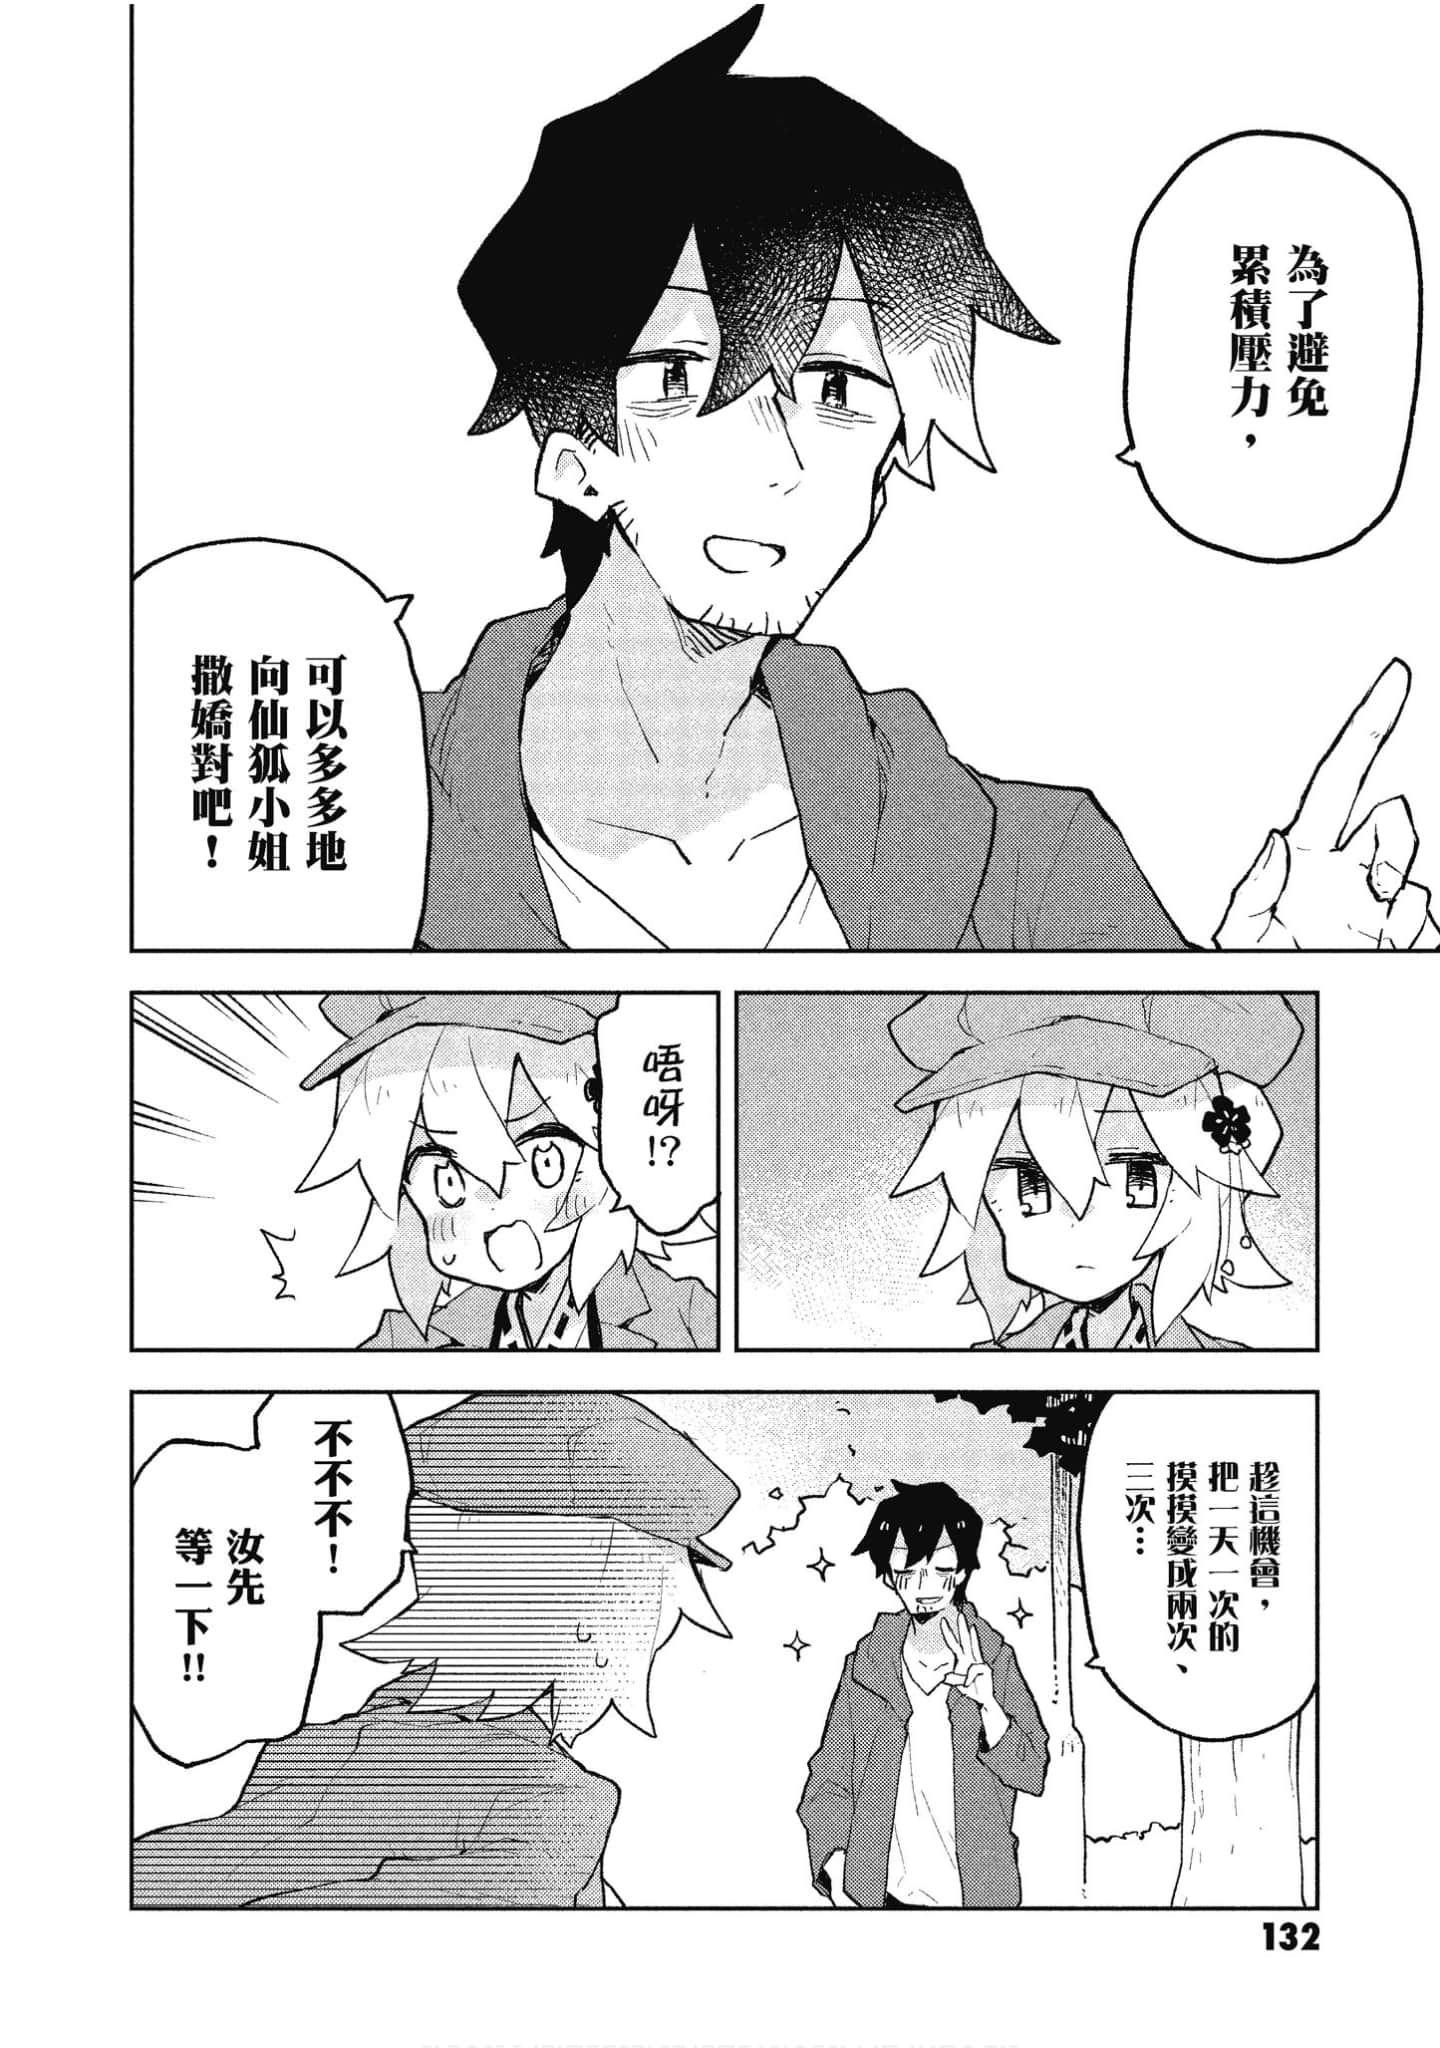 為了避免
累積壓力，
可以多多地
向仙狐小姐
撒嬌對吧！
唔呀!?
趁這機會，
把一天一次的
摸摸變成兩次、
三次…
不不不！
汝先
等一下!!
132